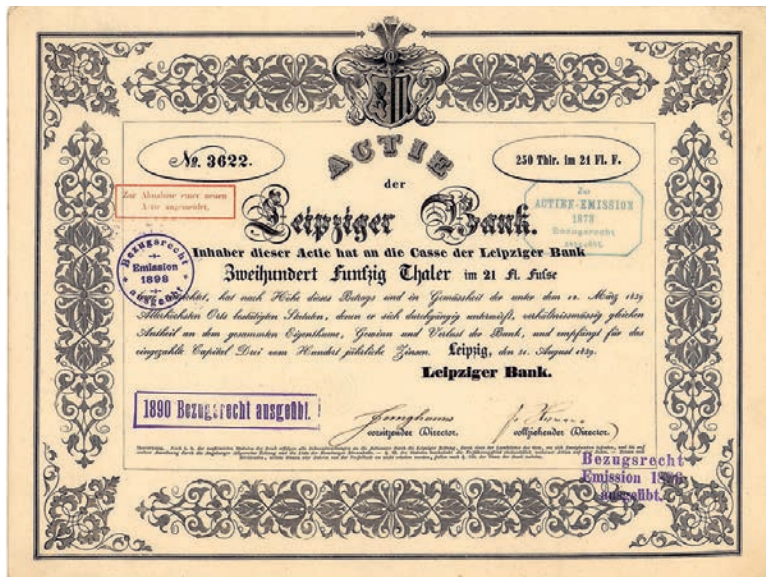 ACTIE
No. 3622.
250 Thlr. im 21 Fl. F.
der
Zur Abnahme einer neuen
Actie angemeldet.
Zur
ACTIEN-EMISSION
1878
Bezugsrecht
ausgeübt.
Leipziger Bank.
Bezugsrecht
Emission
1898
ausgeübt
Inhaber dieser Actie hat an die Casse der Leipziger Bank
Zweihundert Funfzig Thaler im 21 Fl. Fufse
hat nach Höhe dieses Betrags und in Gemässheit der unter dem 12. März 1839
Allerhöchsten Orts bestätigten Statuten, denen er sich durchgängig unterwirft, verhältnissmässig gleichen
Antheil an dem gesammten Eigenthume, Gewinn und Verlust der Bank, und empfängt für das
eingezahlte Capital Drei vom Hundert jährliche Zinsen. Leipzig, den 31. August 1839.
Leipziger Bank.
1890 Bezugsrecht ausgeübt.
vorsitzender Director.
vollziehender Director.
Bezugsrecht
Emission
ausgeübt.